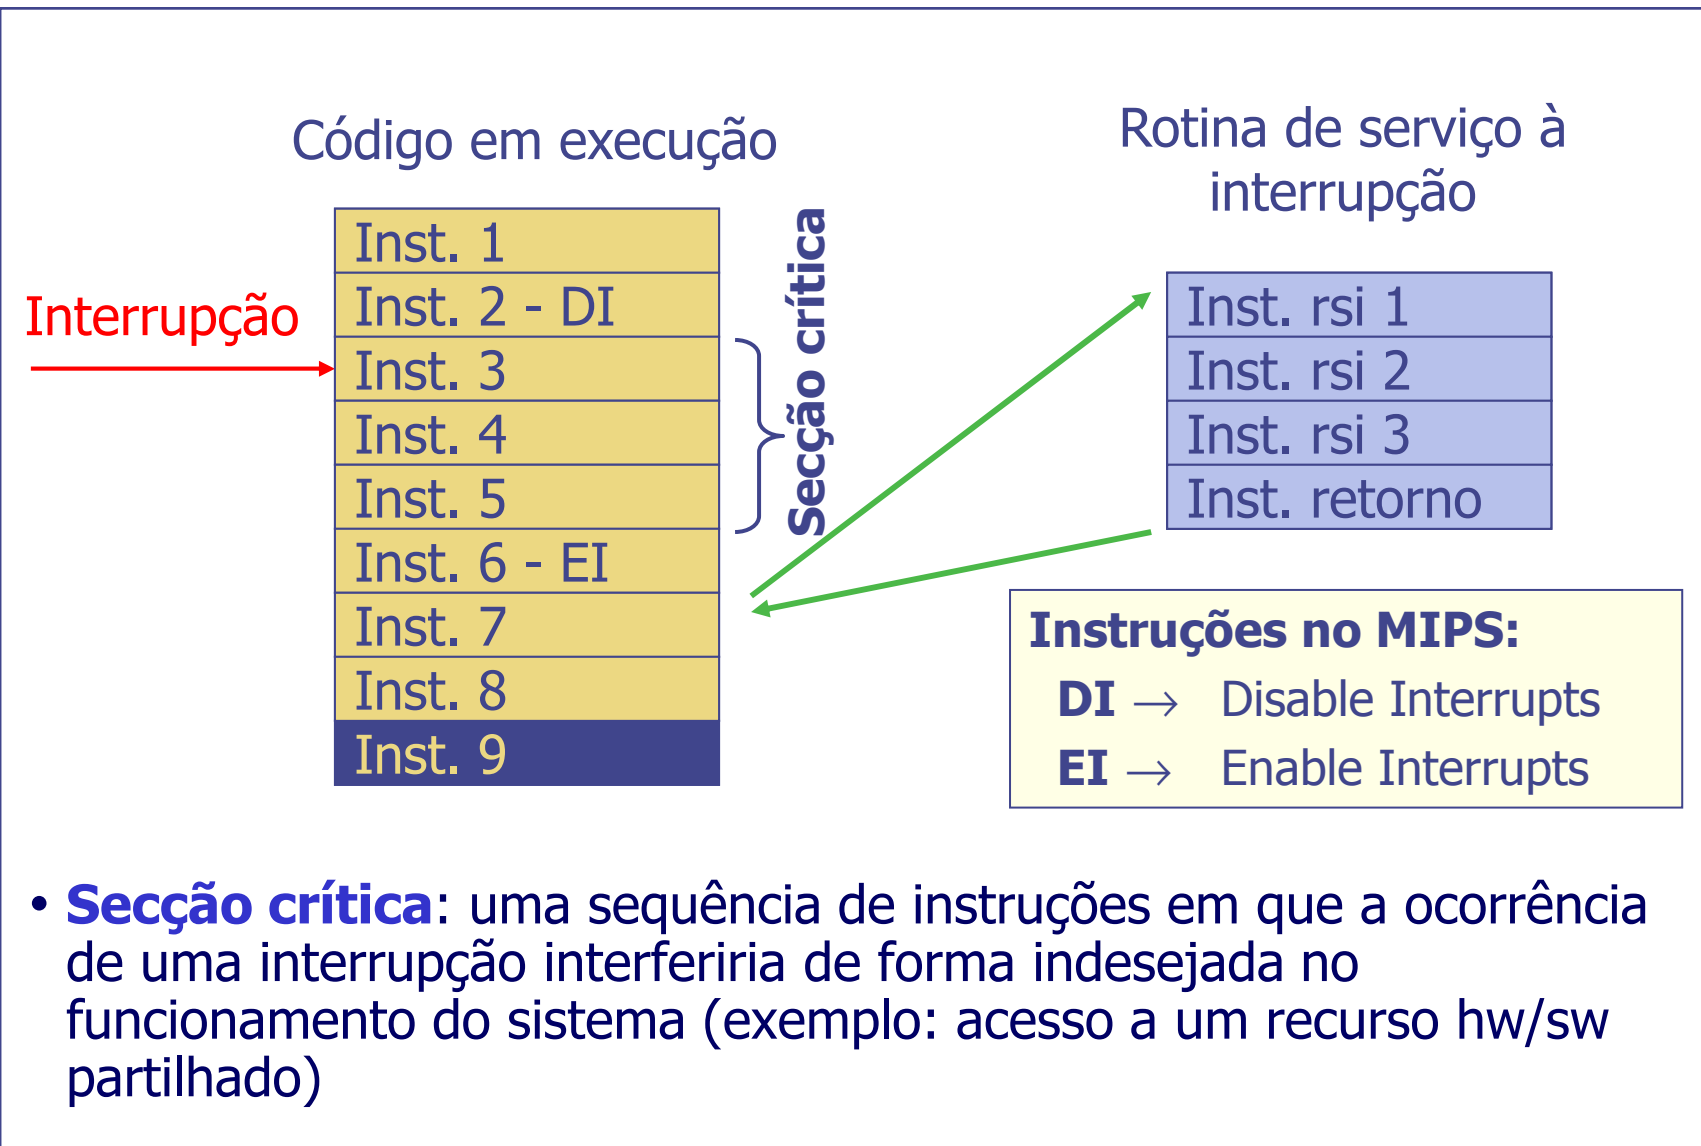 Código em execução
Rotina de serviço à
interrupção
Interrupção
Inst. 1
Inst. 2 - DI
Inst. 3
Inst. 4
Inst. 5
Inst. 6 - EI
Inst. 7
Inst. 8
Inst. 9
Secção crítica
Inst. rsi 1
Inst. rsi 2
Inst. rsi 3
Inst. retorno
Instruções no MIPS:
DI → Disable Interrupts
EI → Enable Interrupts
• Secção crítica: uma sequência de instruções em que a ocorrência
de uma interrupção interferiria de forma indesejada no
funcionamento do sistema (exemplo: acesso a um recurso hw/sw
partilhado)